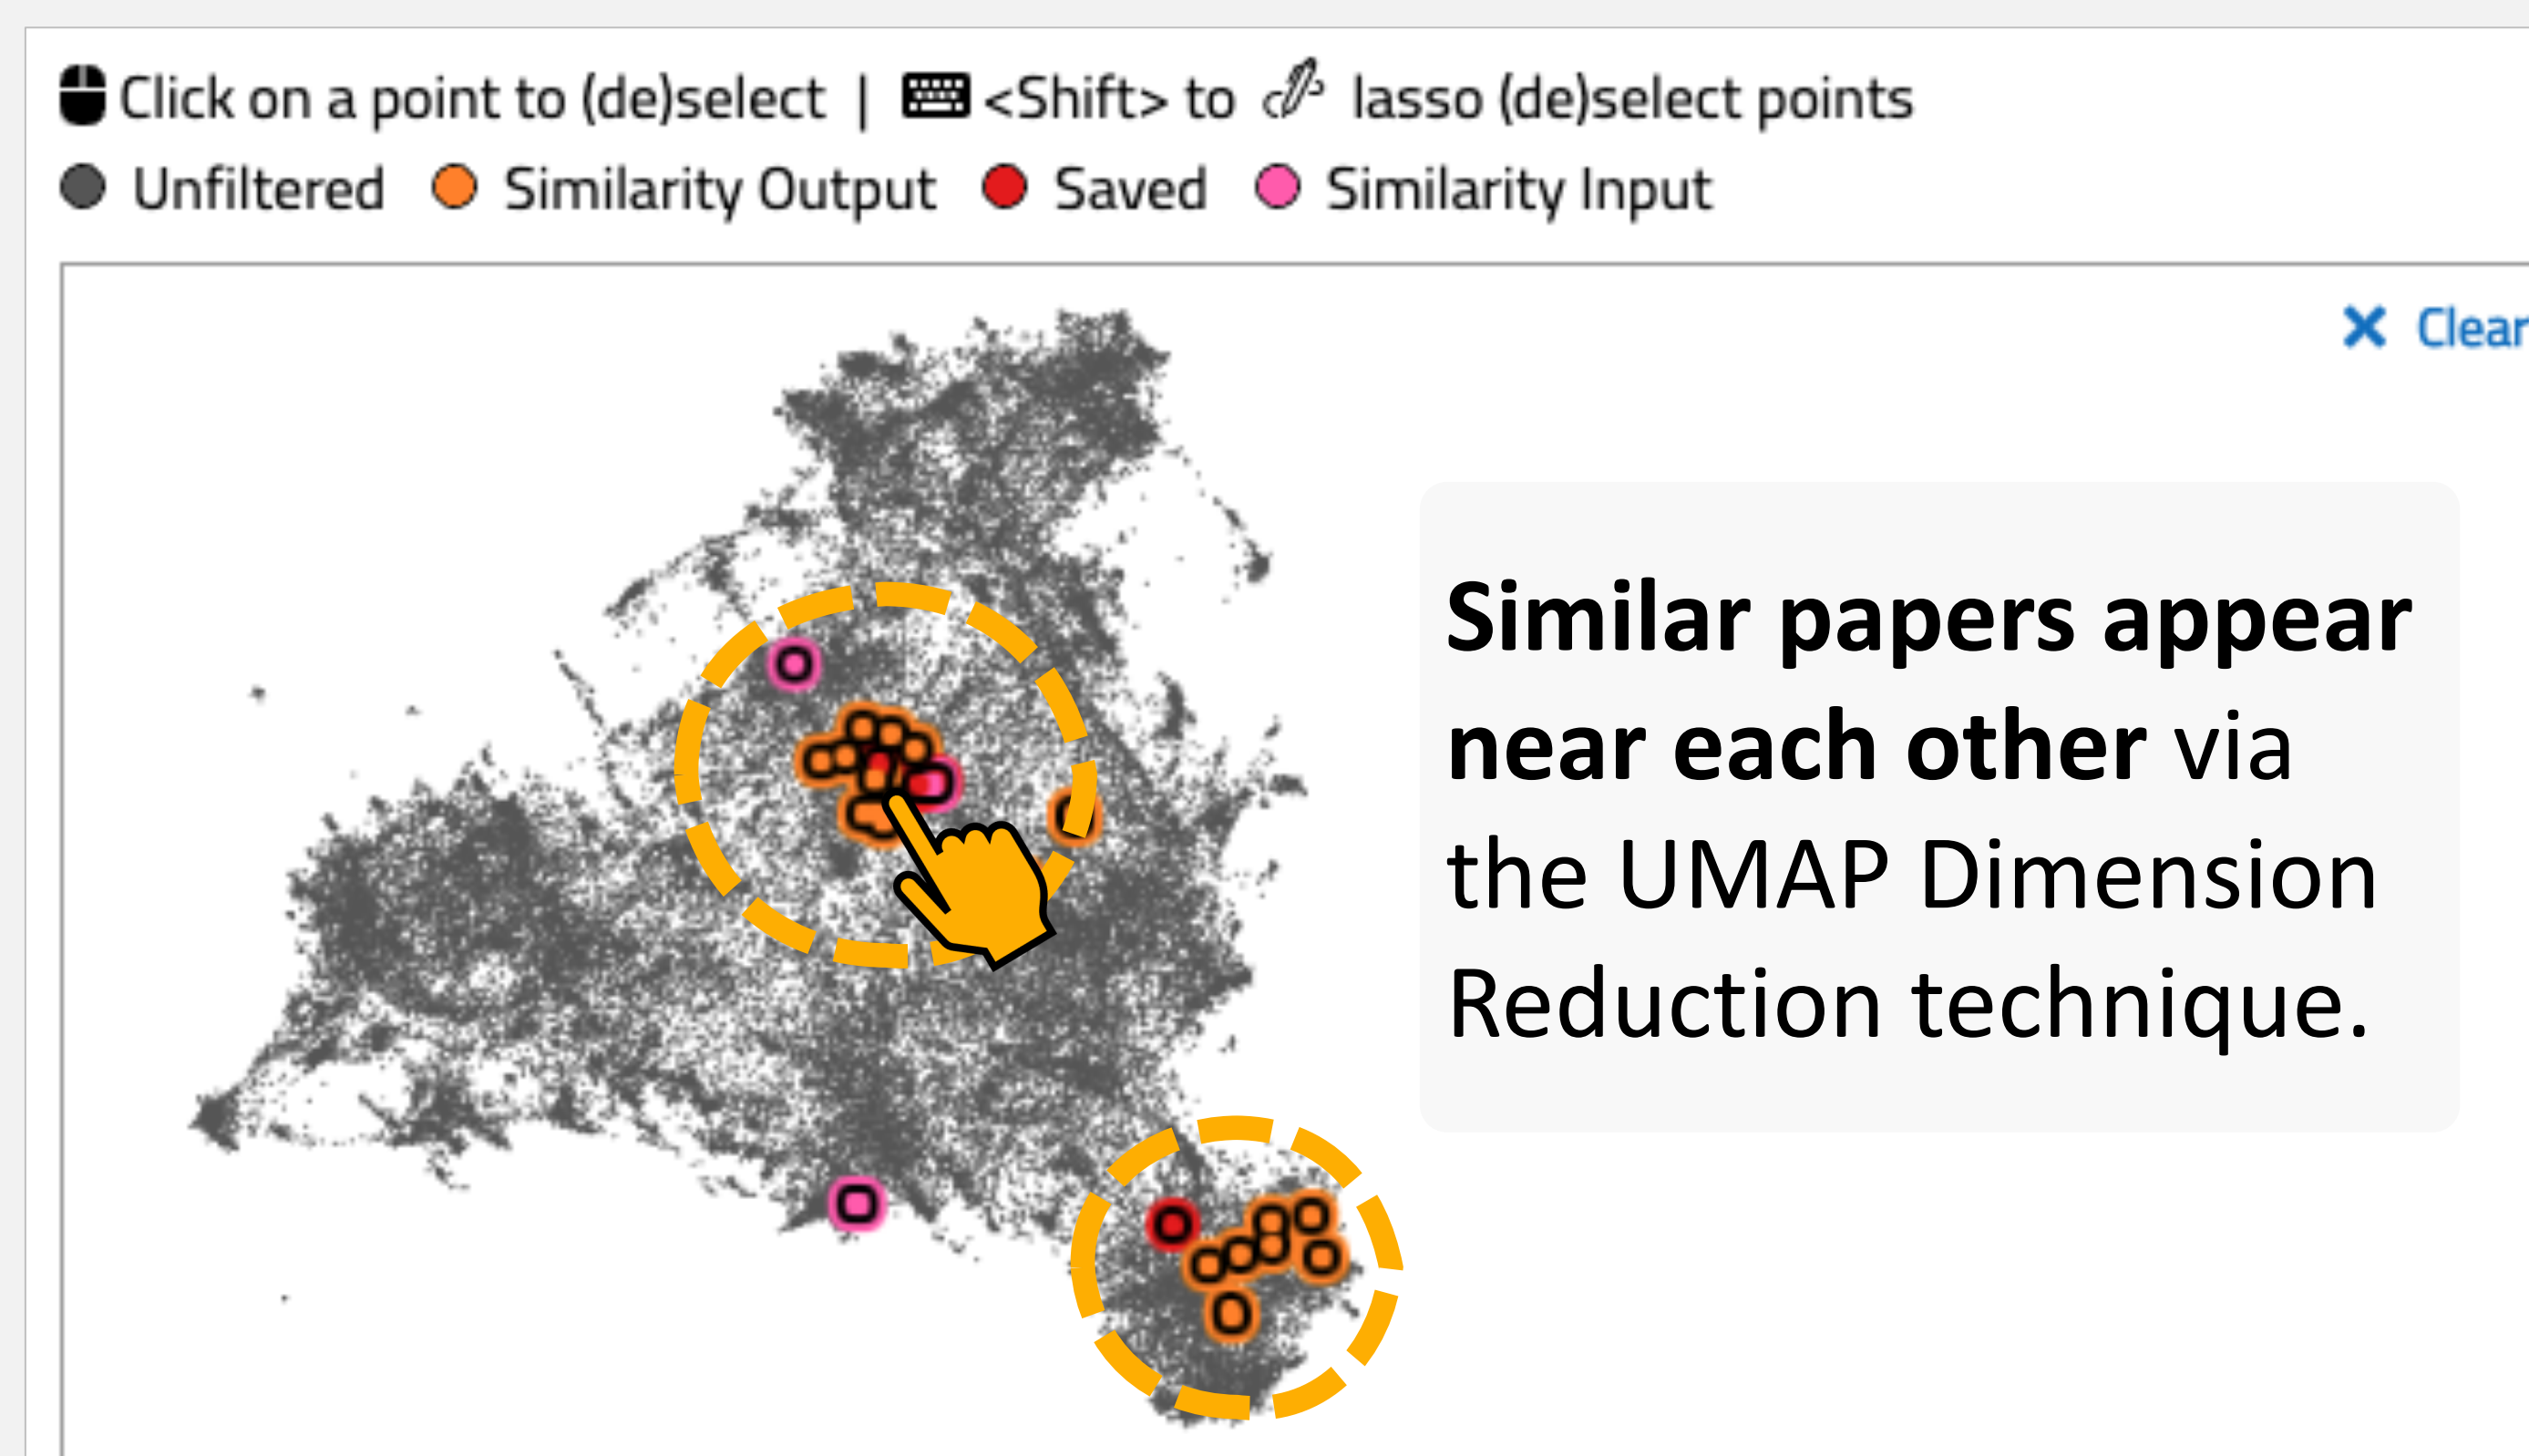 Click on a point to (de)select | <Shift> to lasso (de)select points
Unfiltered Similarity Output Saved Similarity Input
Clear
Similar papers appear
near each other via
the UMAP Dimension
Reduction technique.